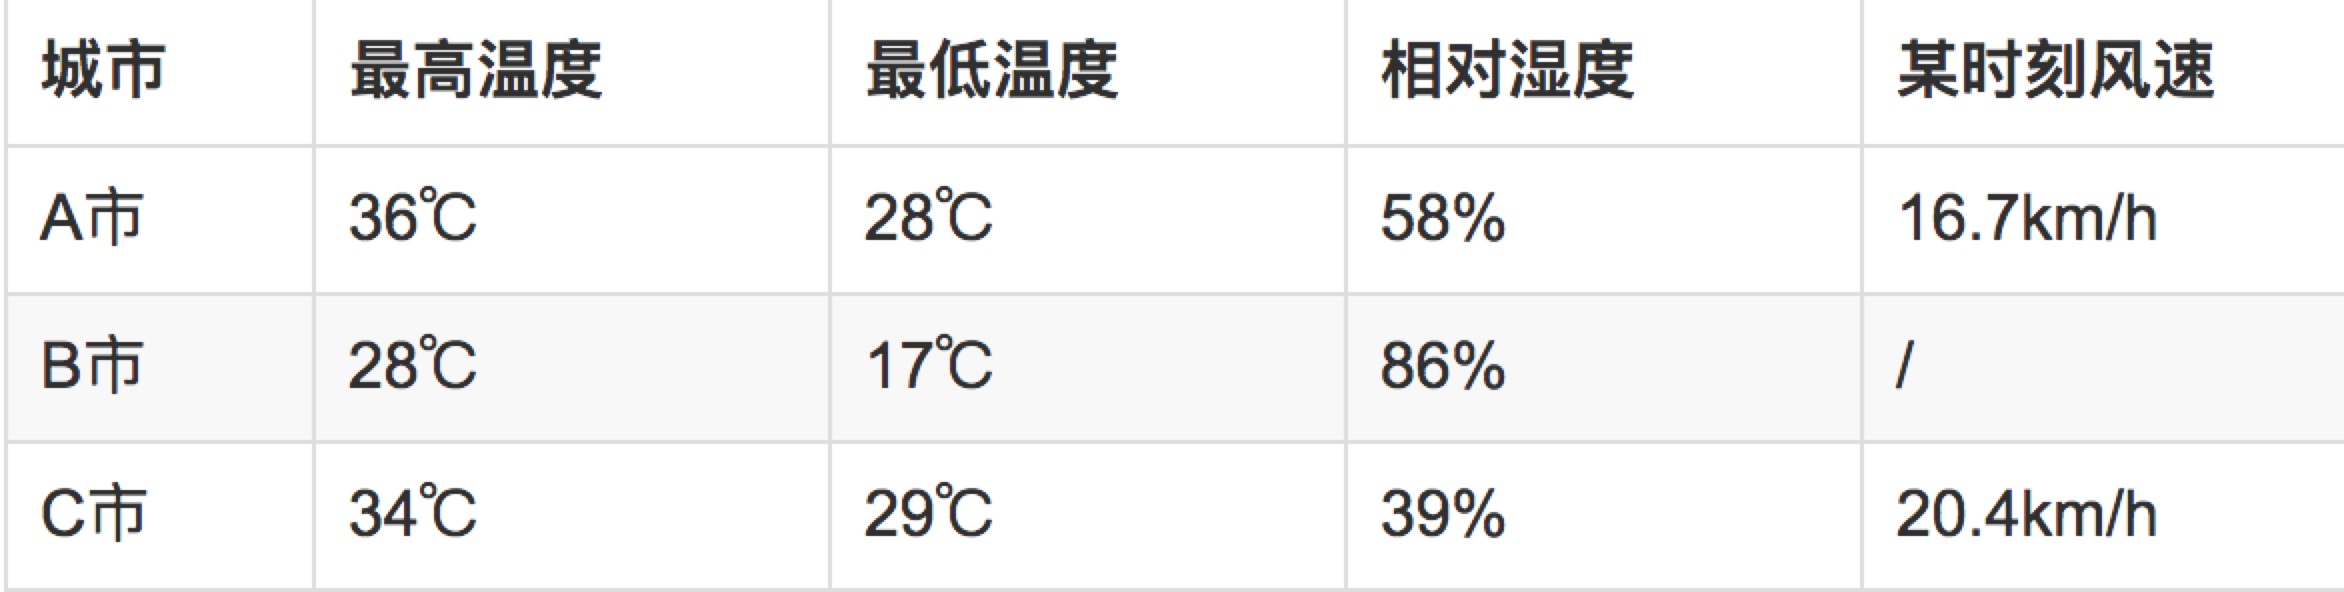 城市 最高温度 最低温度 相对湿度 某时刻风速
A市 36℃ 28℃ 58% 16.7km/h
B市 28℃ 17℃ 86% /
C市 34℃ 29℃ 39% 20.4km/h